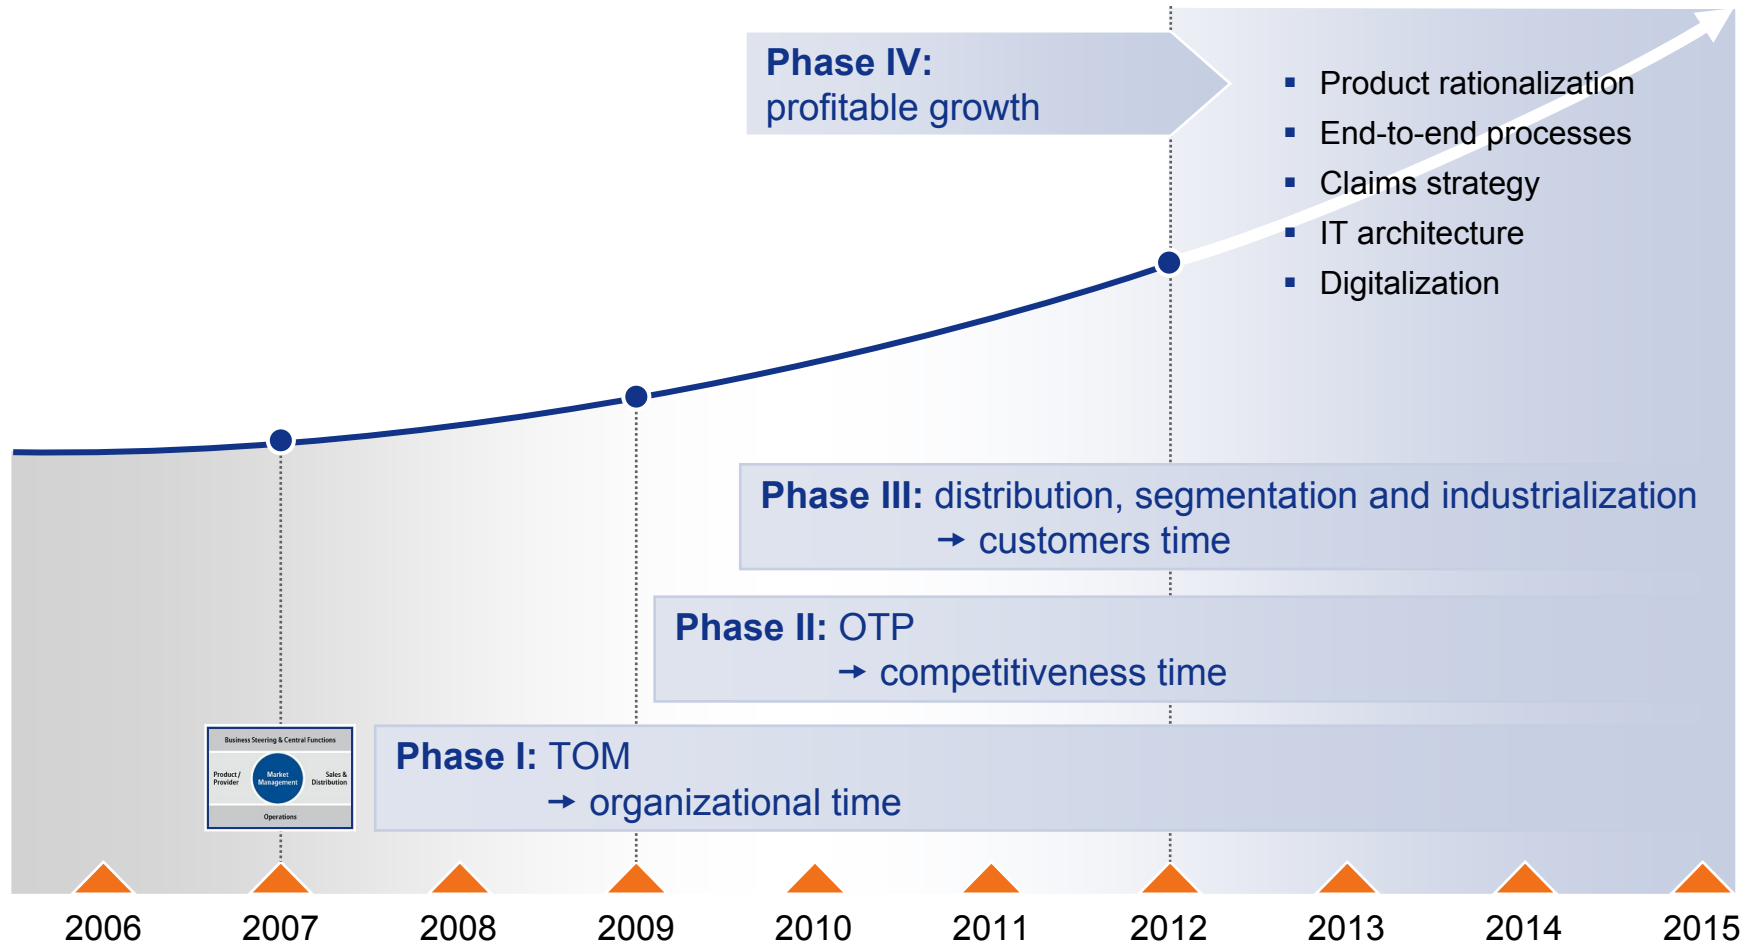 Phase IV:
profitable growth
▪ Product rationalization
▪ End-to-end processes
▪ Claims strategy
▪ IT architecture
▪ Digitalization
Phase III: distribution, segmentation and industrialization
→ customers time
Phase II: OTP
→ competitiveness time
Phase I: TOM
→ organizational time
Business Steering & Central Functions
Product /
Provider
Market
Management
Sales &
Distribution
Operations
2006 2007 2008 2009 2010 2011 2012 2013 2014 2015